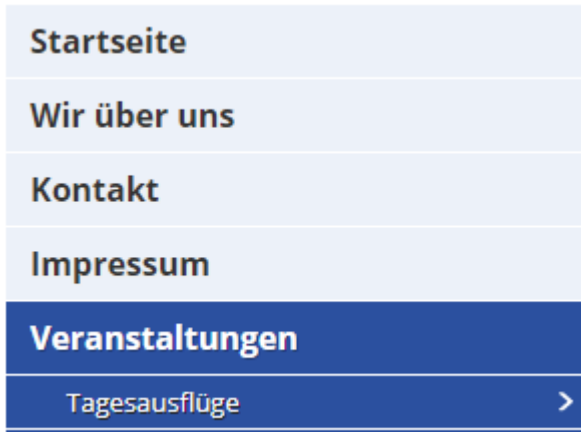 Startseite
Wir über uns
Kontakt
Impressum
Veranstaltungen
Tagesausflüge